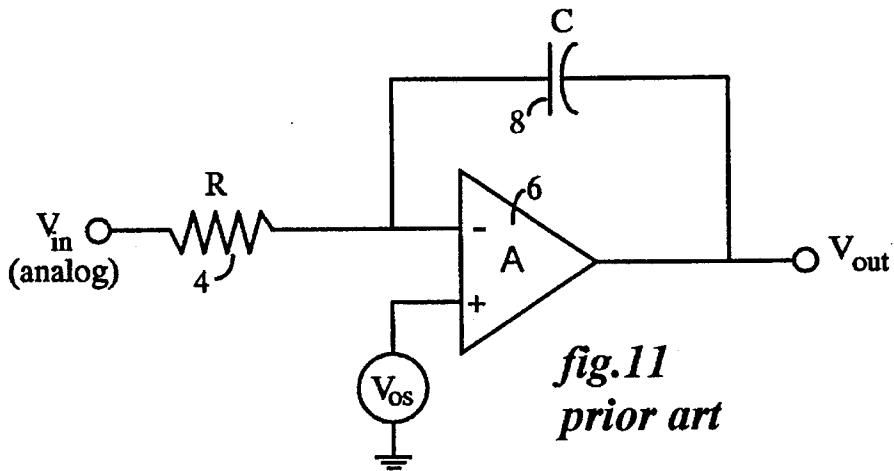 C
8
R
6
V_in
(analog)
4
-
A
+
V_out
V_os
fig.11
prior art